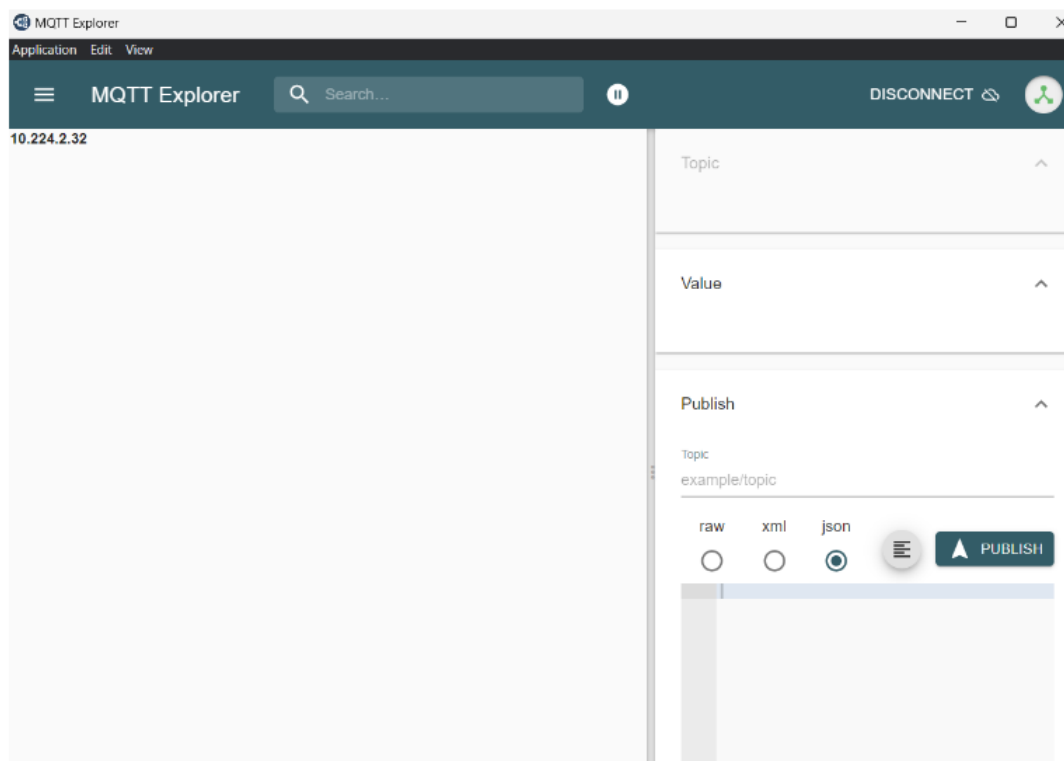 MQTT Explorer
Application Edit View
MQTT Explorer Search... DISCONNECT
10.224.2.32
Topic
Value
Publish
Topic
example/topic
raw xml json
PUBLISH